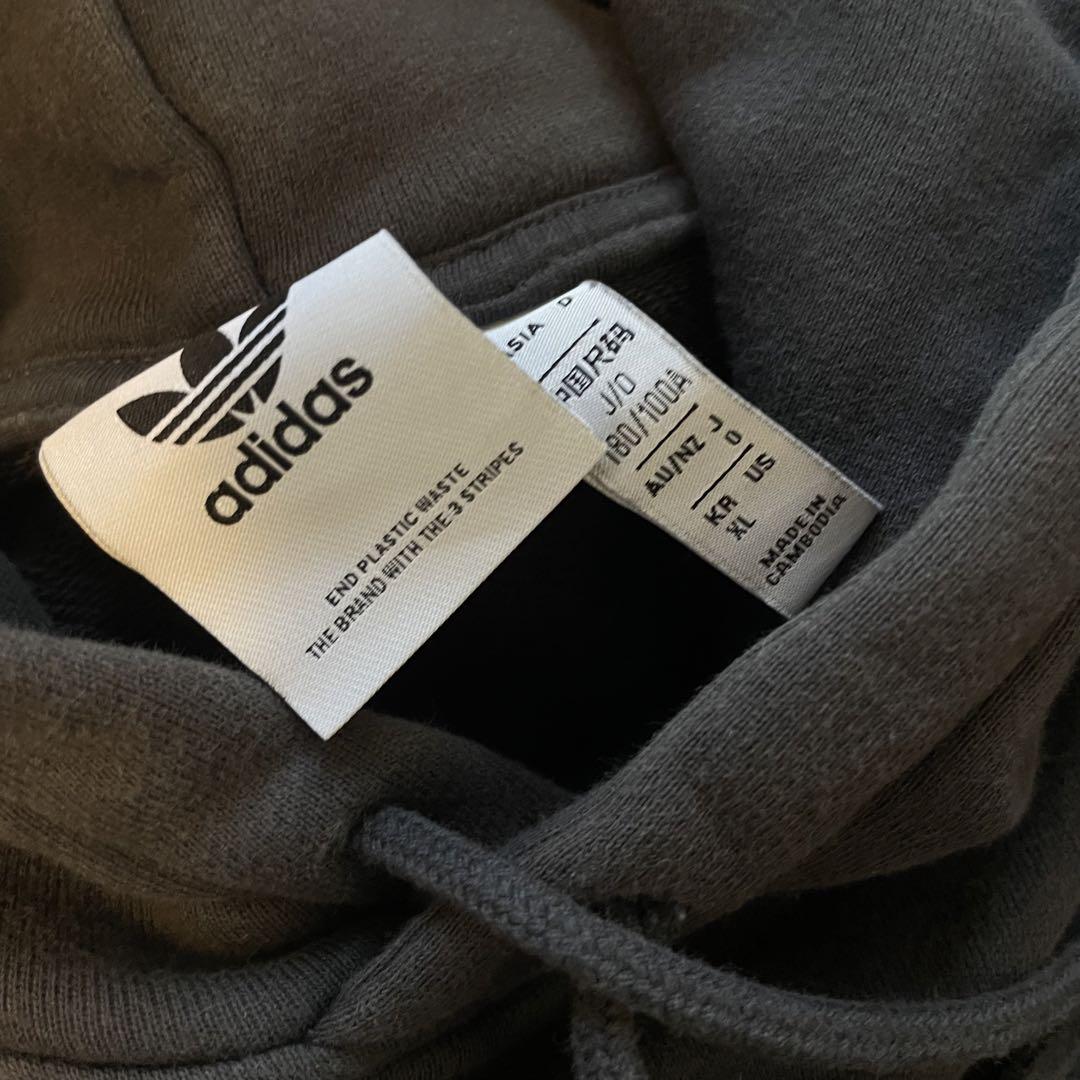 adidas
END PLASTIC WASTE
THE BRAND WITH THE 3 STRIPES
ASIA D
中国尺码
J/O
180/100A
AU/NZ J
O
KR US
XL
MADE IN
CAMBODIA